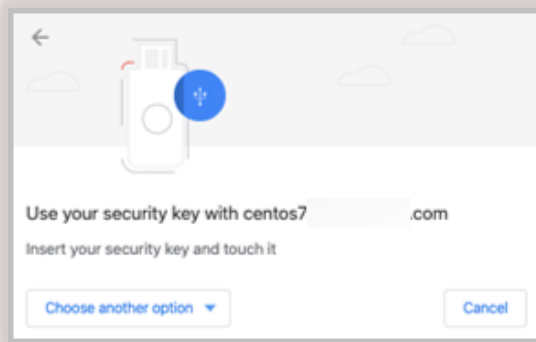 Use your security key with centos7 .com
Insert your security key and touch it
Choose another option
Cancel